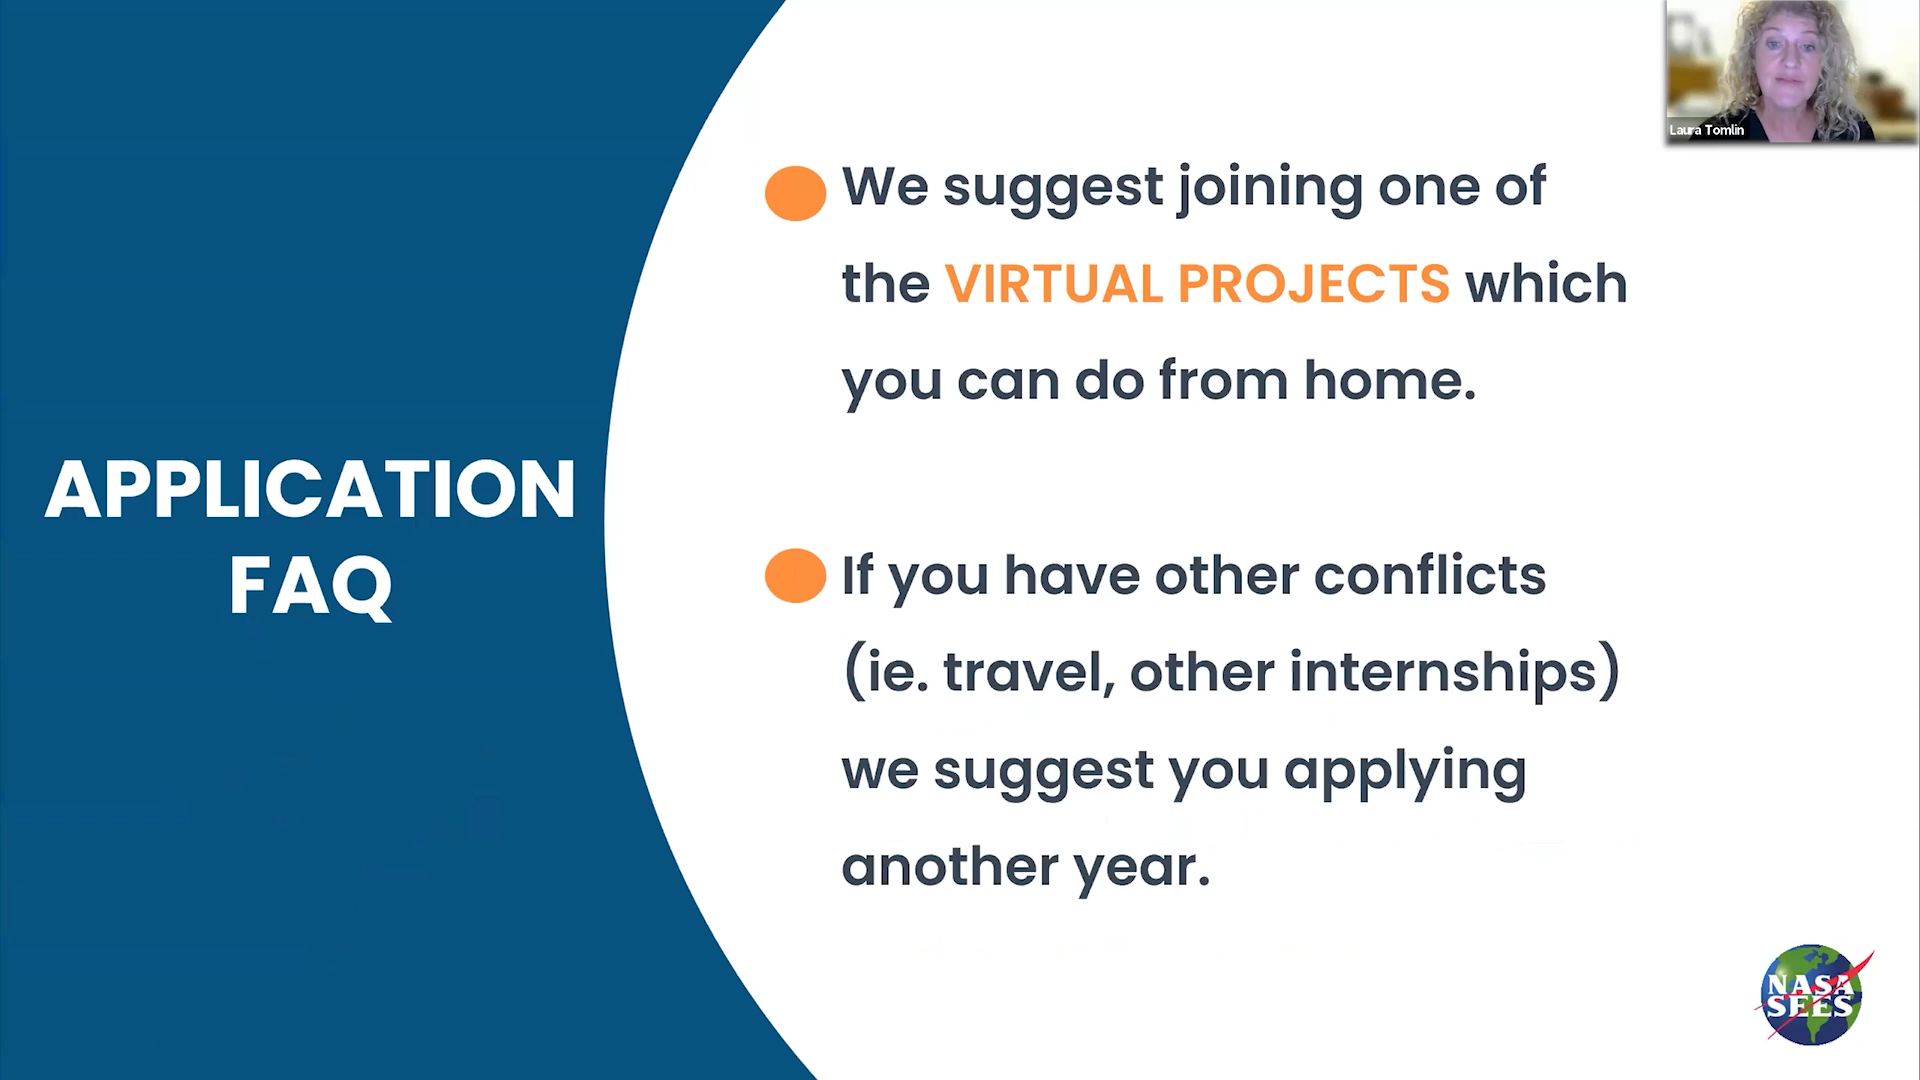 Laura Tomlin
APPLICATION
FAQ
We suggest joining one of
the VIRTUAL PROJECTS which
you can do from home.
If you have other conflicts
(ie. travel, other internships)
we suggest you applying
another year.
NASA
SEES